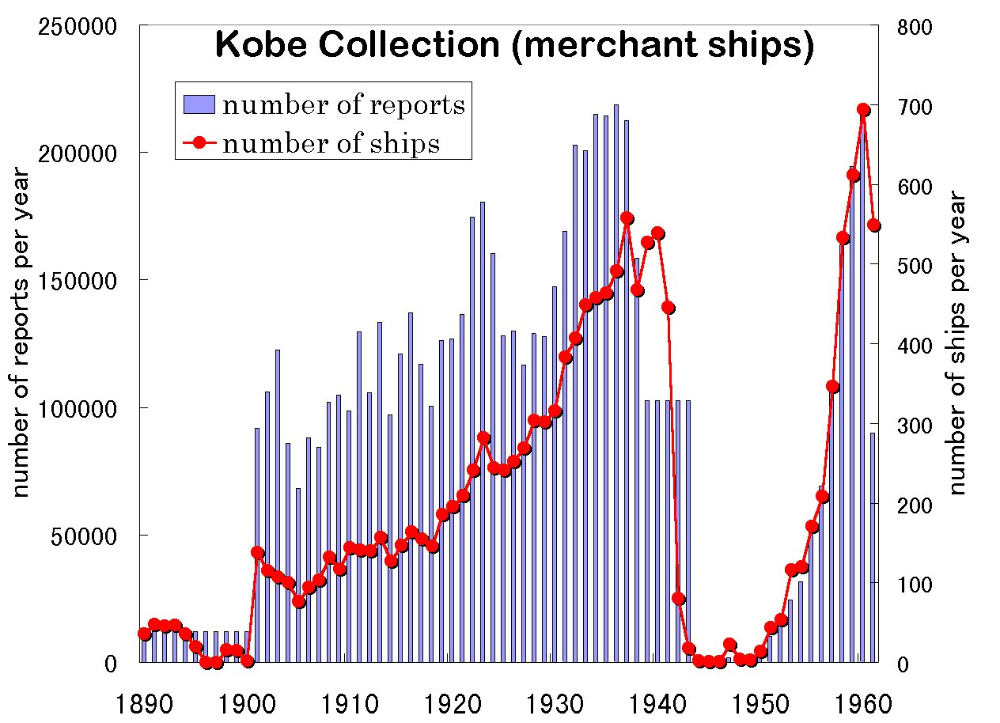 Kobe Collection (merchant ships)
number of reports
number of ships
number of reports per year
250000
200000
150000
100000
50000
0
number of ships per year
800
700
600
500
400
300
200
100
0
1890 1900 1910 1920 1930 1940 1950 1960